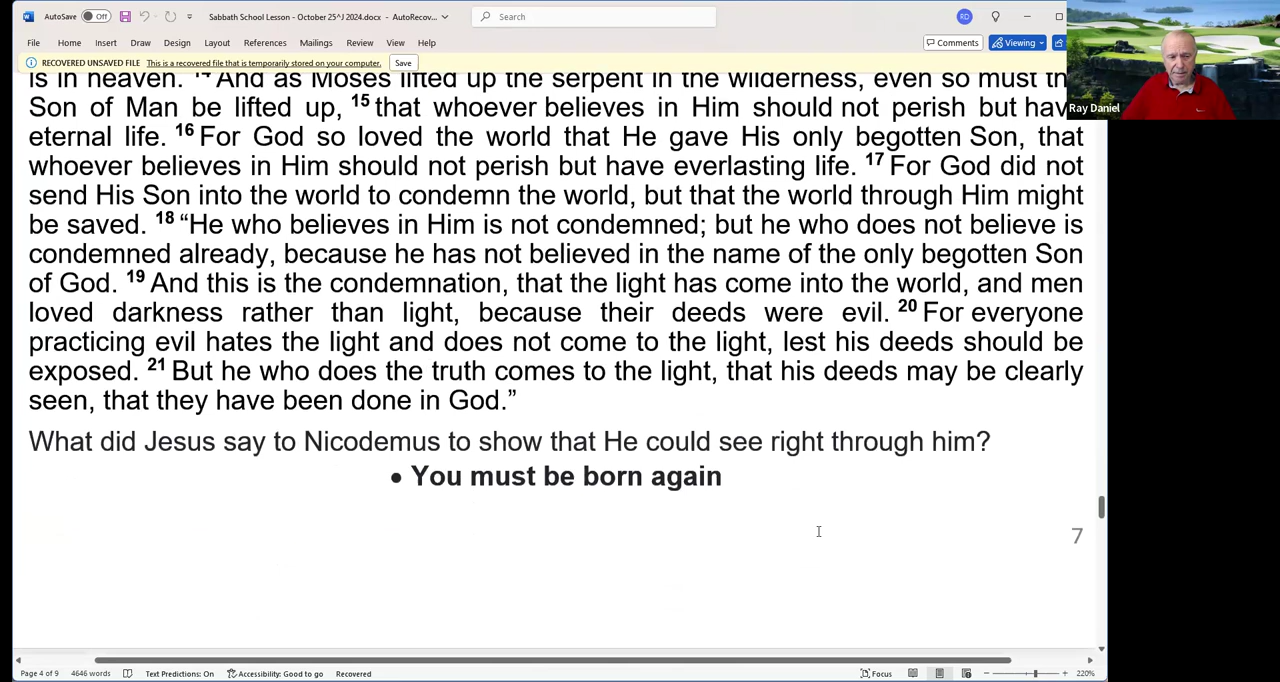 AutoSave Off Sabbath School Lesson - October 25^J 2024.docx - AutoRecov... Search RD
File Home Insert Draw Design Layout References Mailings Review View Help Comments Viewing
RECOVERED UNSAVED FILE This is a recovered file that is temporarily stored on your computer. Save
is in heaven. 14 And as Moses lifted up the serpent in the wilderness, even so must th
Son of Man be lifted up, 15 that whoever believes in Him should not perish but hav
eternal life. 16 For God so loved the world that He gave His only begotten Son, that
whoever believes in Him should not perish but have everlasting life. 17 For God did not
send His Son into the world to condemn the world, but that the world through Him might
be saved. 18 “He who believes in Him is not condemned; but he who does not believe is
condemned already, because he has not believed in the name of the only begotten Son
of God. 19 And this is the condemnation, that the light has come into the world, and men
loved darkness rather than light, because their deeds were evil. 20 For everyone
practicing evil hates the light and does not come to the light, lest his deeds should be
exposed. 21 But he who does the truth comes to the light, that his deeds may be clearly
seen, that they have been done in God.”
What did Jesus say to Nicodemus to show that He could see right through him?
• You must be born again
7
Page 4 of 9 4646 words Text Predictions: On Accessibility: Good to go Recovered Focus 220%
Ray Daniel